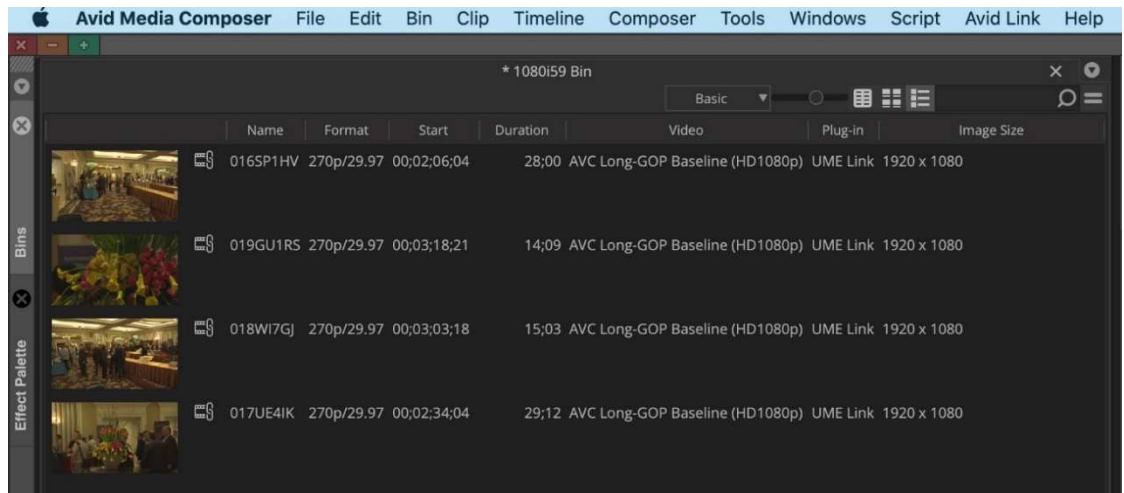 Avid Media Composer File Edit Bin Clip Timeline Composer Tools Windows Script Avid Link Help
* 1080i59 Bin
Basic
Name Format Start Duration Video Plug-in Image Size
016SP1HV 270p/29.97 00;02;06;04 28;00 AVC Long-GOP Baseline (HD1080p) UME Link 1920 x 1080
019GU1RS 270p/29.97 00;03;18;21 14;09 AVC Long-GOP Baseline (HD1080p) UME Link 1920 x 1080
018WI7GJ 270p/29.97 00;03;03;18 15;03 AVC Long-GOP Baseline (HD1080p) UME Link 1920 x 1080
017UE4IK 270p/29.97 00;02;34;04 29;12 AVC Long-GOP Baseline (HD1080p) UME Link 1920 x 1080
Bins
Effect Palette